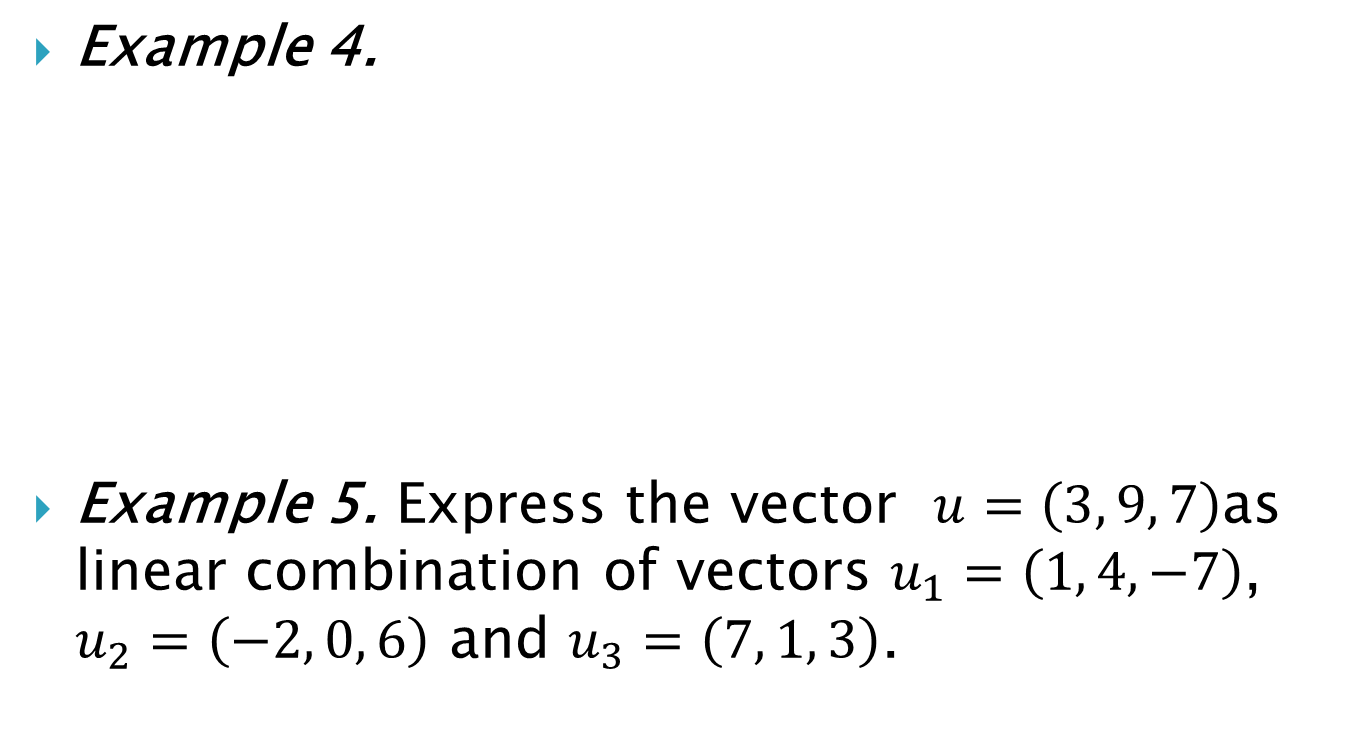 Example 4.
Example 5. Express the vector u = (3, 9, 7)as
linear combination of vectors u₁ = (1, 4, −7),
u₂ = (−2, 0, 6) and u₃ = (7, 1, 3).